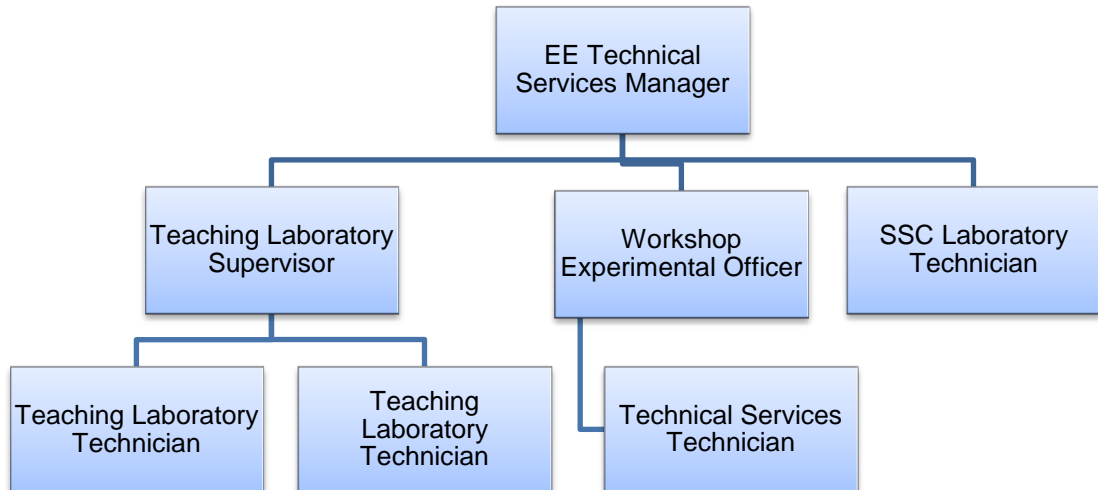 EE Technical
Services Manager
Teaching Laboratory
Supervisor
Workshop
Experimental Officer
SSC Laboratory
Technician
Teaching Laboratory
Technician
Teaching
Laboratory
Technician
Technical Services
Technician